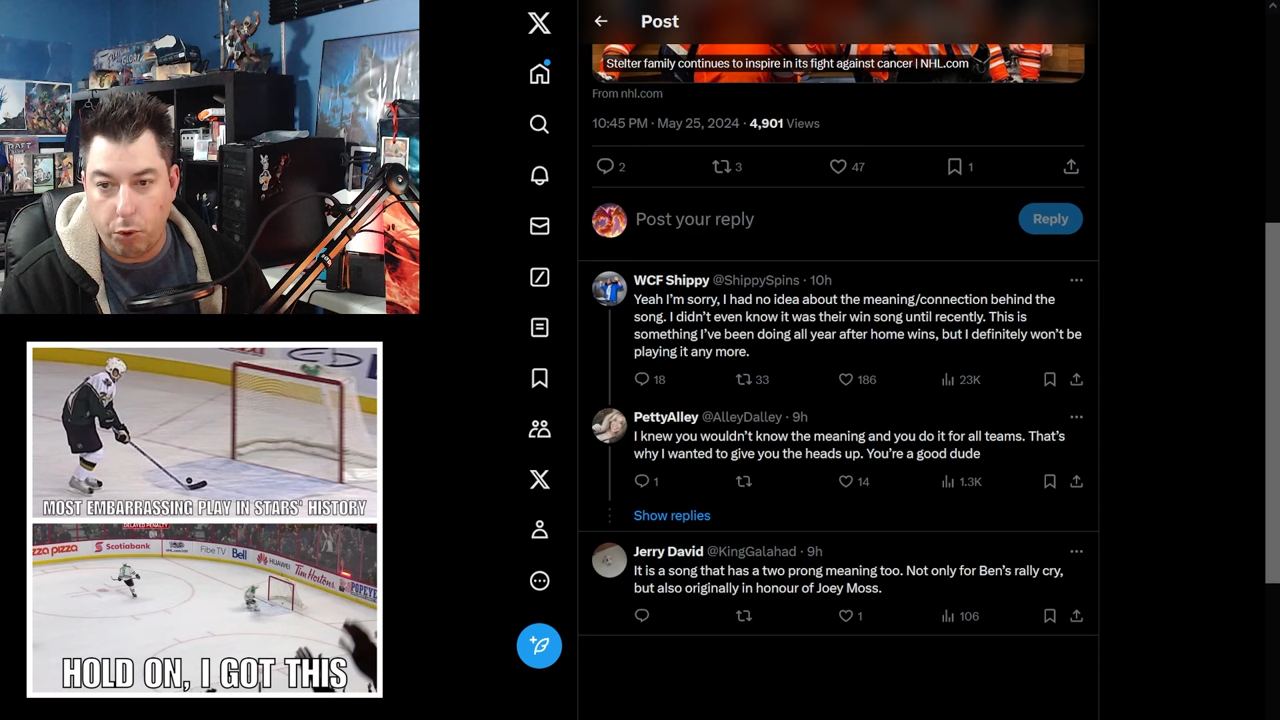 Post
Stelter family continues to inspire in its fight against cancer | NHL.com
From nhl.com
10:45 PM · May 25, 2024 · 4,901 Views
2 3 47 1
Post your reply
Reply
WCF Shippy @ShippySpins · 10h
Yeah I'm sorry, I had no idea about the meaning/connection behind the
song. I didn't even know it was their win song until recently. This is
something I've been doing all year after home wins, but I definitely won't be
playing it any more.
18 33 186 23K
PettyAlley @AlleyDalley · 9h
I knew you wouldn't know the meaning and you do it for all teams. That's
why I wanted to give you the heads up. You're a good dude
1 14 1.3K
Show replies
Jerry David @KingGalahad · 9h
It is a song that has a two prong meaning too. Not only for Ben's rally cry,
but also originally in honour of Joey Moss.
1 106
MOST EMBARRASSING PLAY IN STARS' HISTORY
DELAYED PENALTY
zza pizza Scotiabank Fibe TV Bell HUAWEI Tim Hortons POPEYE
HOLD ON, I GOT THIS